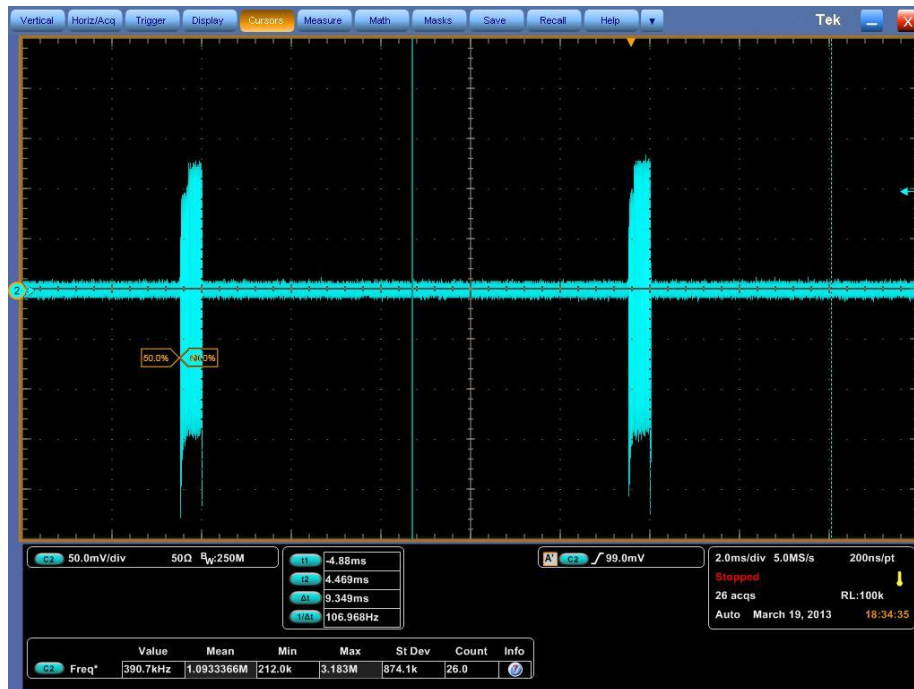 Vertical Horiz/Acq Trigger Display Cursors Measure Math Masks Save Recall Help Tek X
2
50.0%
C2 50.0mV/div 50Ω BW:250M
t1 -4.88ms
t2 4.469ms
Δt 9.349ms
1/Δt 106.968Hz
A' C2 99.0mV
2.0ms/div 5.0MS/s 200ns/pt
Stopped
26 acqs RL:100k
Auto March 19, 2013 18:34:35
Value Mean Min Max St Dev Count Info
C2 Freq* 390.7kHz 1.0933366M 212.0k 3.183M 874.1k 26.0